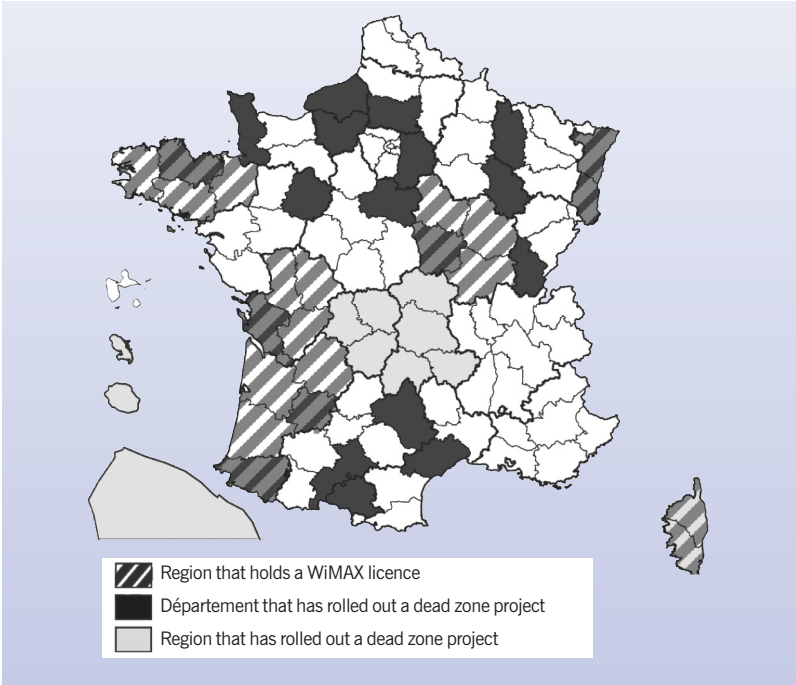 Region that holds a WiMAX licence
Département that has rolled out a dead zone project
Region that has rolled out a dead zone project